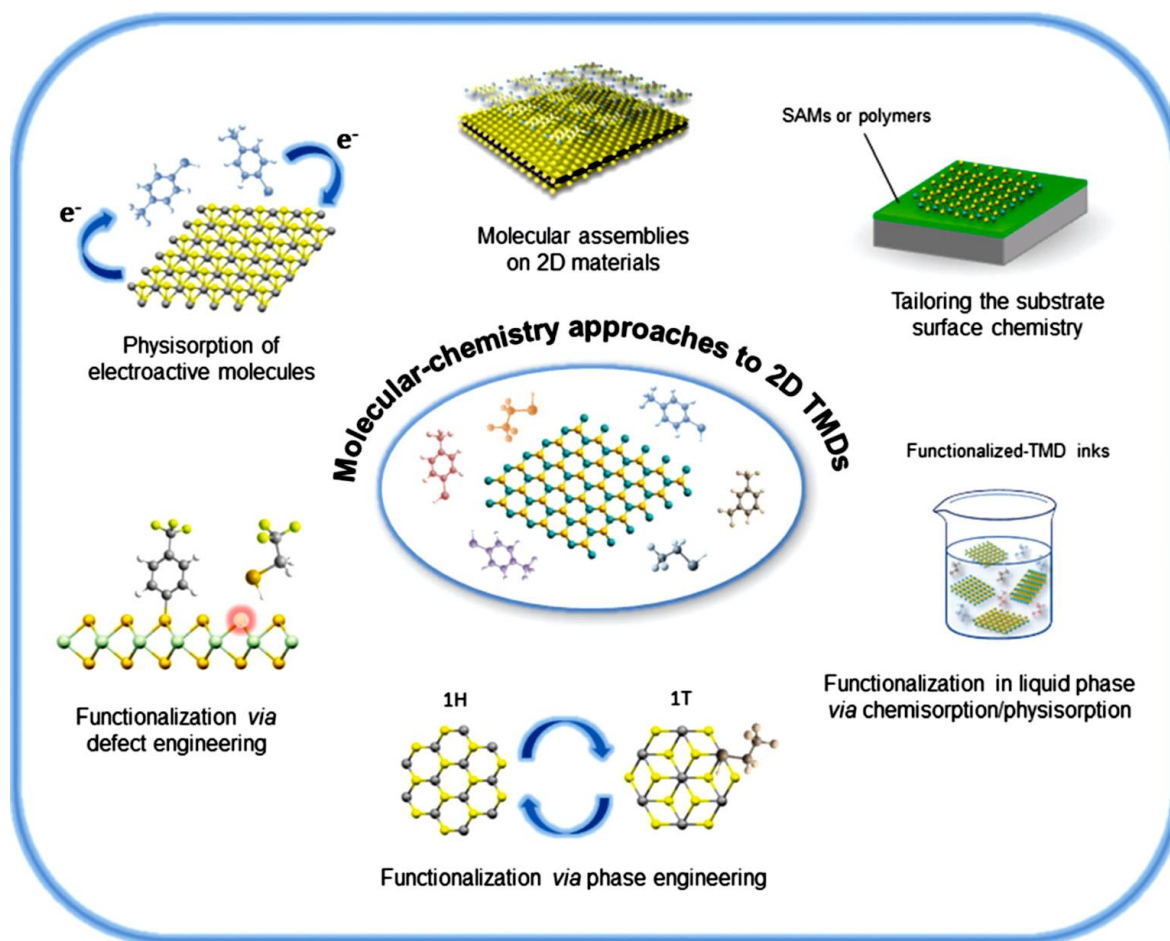 SAMs or polymers
e-
e-
Molecular assemblies
on 2D materials
Tailoring the substrate
surface chemistry
Physisorption of
electroactive molecules
Molecular-chemistry approaches to 2D TMDs
Functionalized-TMD inks
Functionalization via
defect engineering
Functionalization in liquid phase
via chemisorption/physisorption
1H
1T
Functionalization via phase engineering